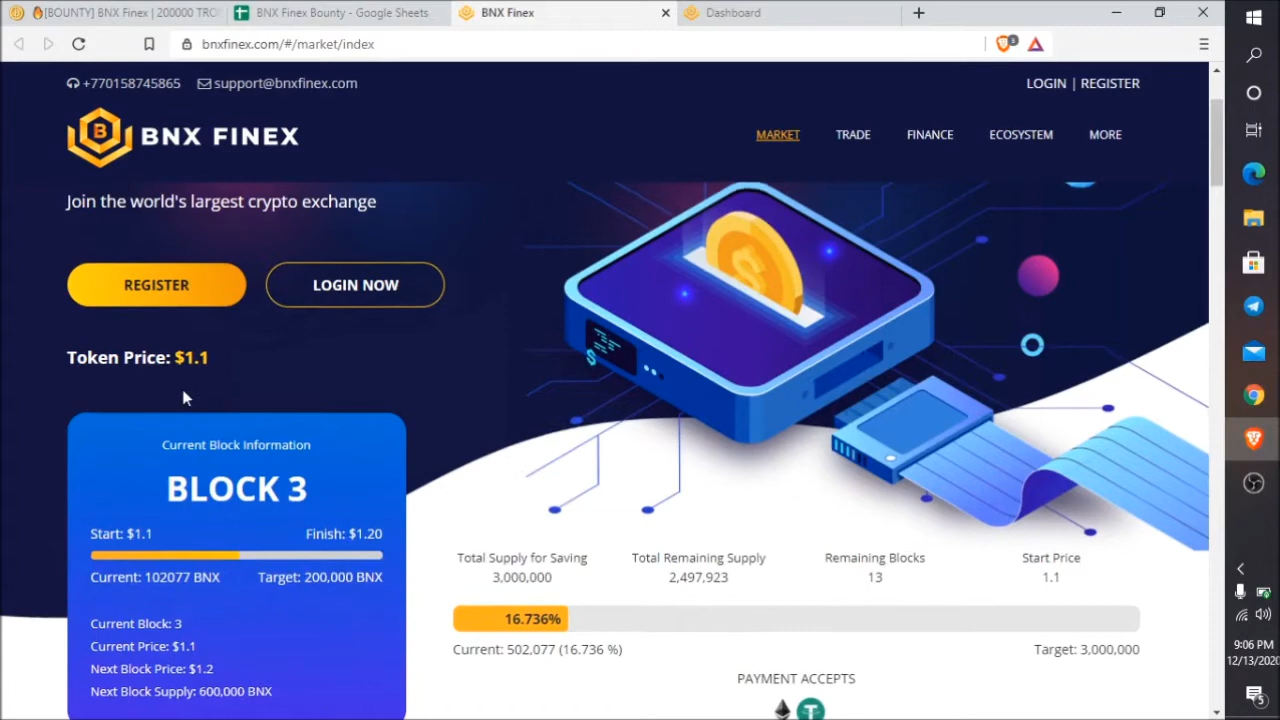 [BOUNTY] BNX Finex | 200000 TRO
BNX Finex Bounty - Google Sheets
BNX Finex
Dashboard
bnxfinex.com/#/market/index
3
+770158745865
support@bnxfinex.com
LOGIN | REGISTER
BNX FINEX
MARKET
TRADE
FINANCE
ECOSYSTEM
MORE
Join the world's largest crypto exchange
REGISTER
LOGIN NOW
Token Price: $1.1
Current Block Information
BLOCK 3
Start: $1.1
Finish: $1.20
Current: 102077 BNX
Target: 200,000 BNX
Current Block: 3
Current Price: $1.1
Next Block Price: $1.2
Next Block Supply: 600,000 BNX
Total Supply for Saving
3,000,000
Total Remaining Supply
2,497,923
Remaining Blocks
13
Start Price
1.1
16.736%
Current: 502,077 (16.736 %)
Target: 3,000,000
PAYMENT ACCEPTS
9:06 PM
12/13/2020
5